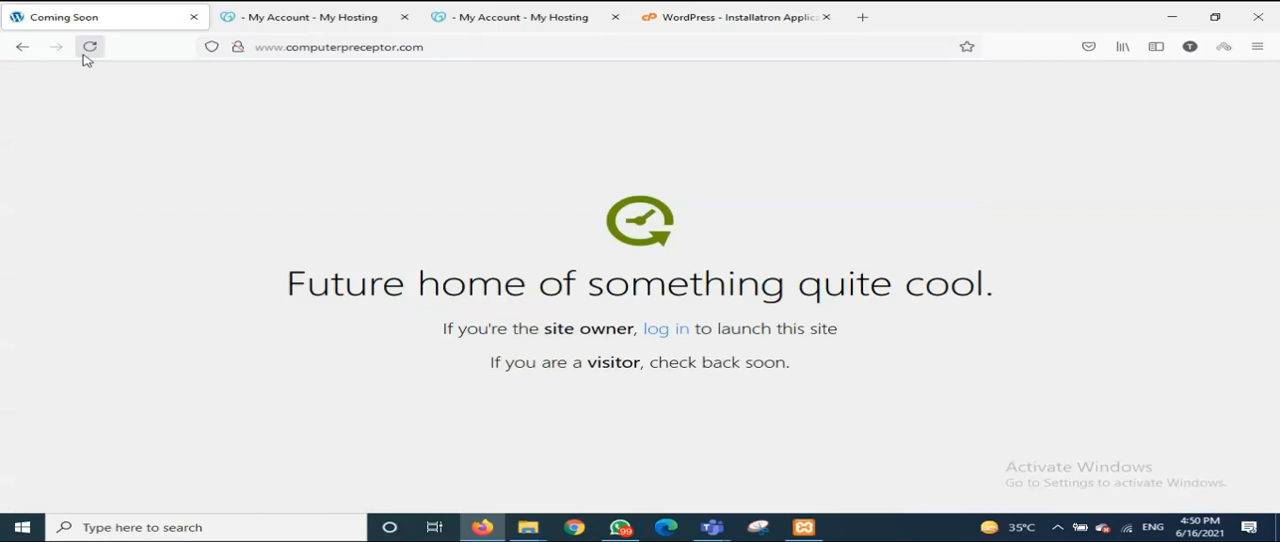 Coming Soon
- My Account - My Hosting
- My Account - My Hosting
WordPress - Installatron Applic
www.computerpreceptor.com
T
Future home of something quite cool.
If you're the site owner, log in to launch this site
If you are a visitor, check back soon.
Activate Windows
Go to Settings to activate Windows.
Type here to search
99
35°C
ENG
4:50 PM
6/16/2021